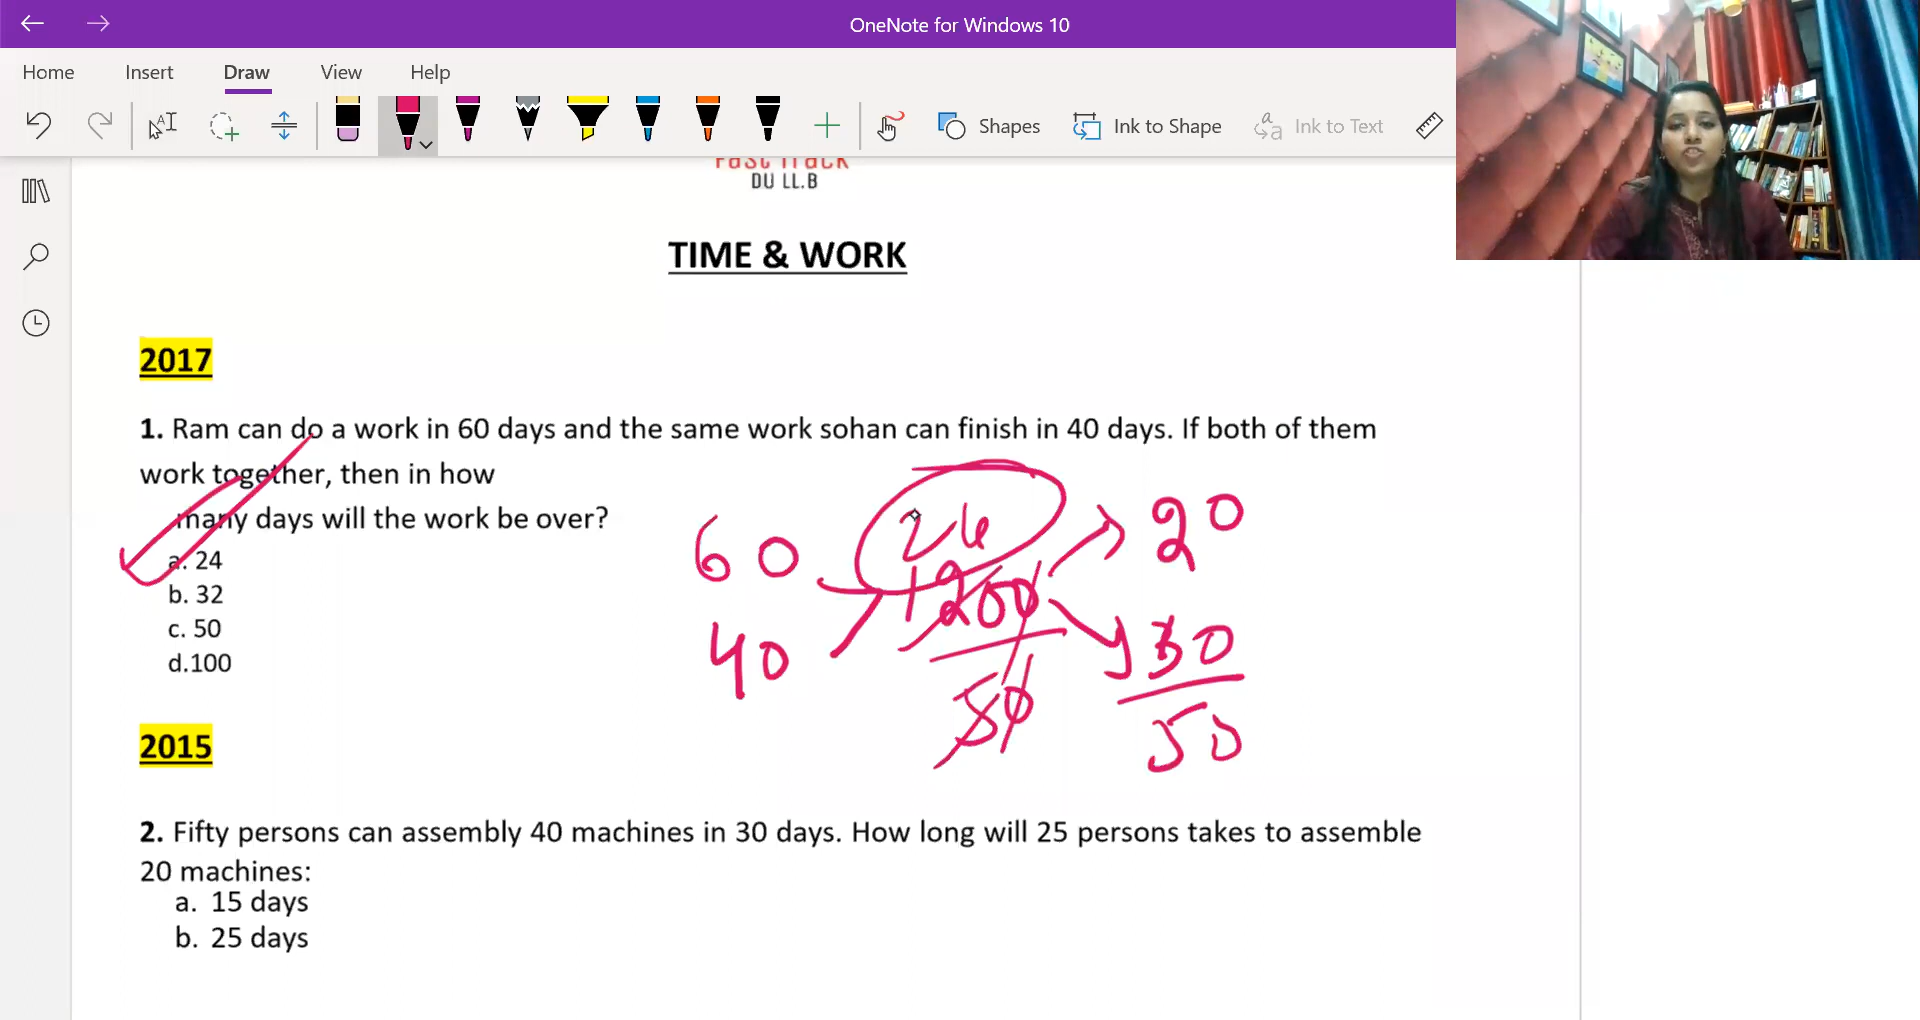 OneNote for Windows 10
Home Insert Draw View Help
Shapes Ink to Shape Ink to Text
Fast Track
DU LL.B
TIME & WORK
2017
1. Ram can do a work in 60 days and the same work sohan can finish in 40 days. If both of them
work together, then in how
many days will the work be over?
a. 24
b. 32
c. 50
d.100
60
40
24
1200
50
20
30
50
2015
2. Fifty persons can assembly 40 machines in 30 days. How long will 25 persons takes to assemble
20 machines:
a. 15 days
b. 25 days